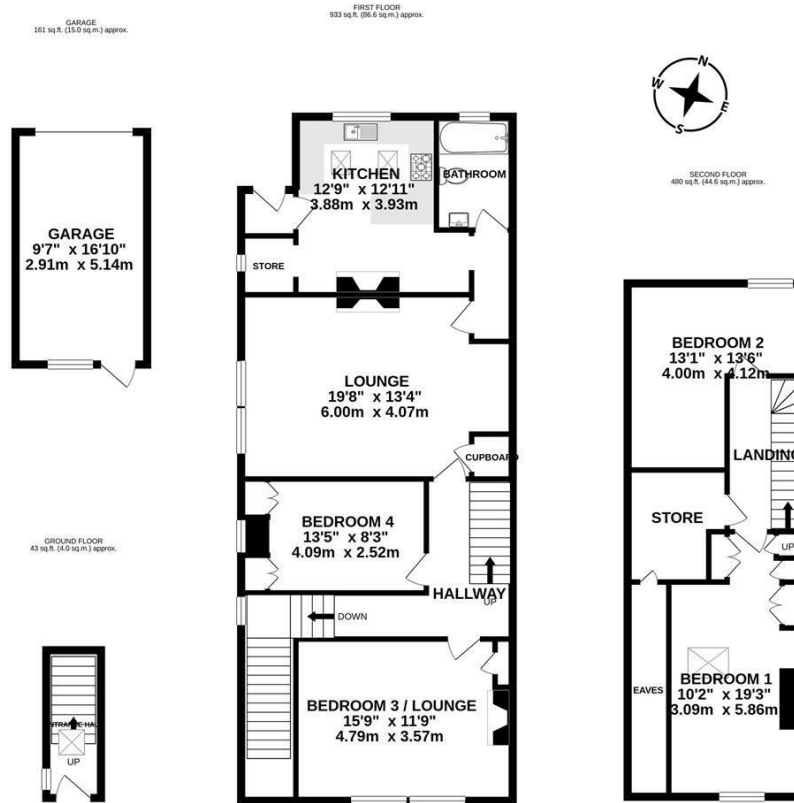 GARAGE
161 sq.ft. (15.0 sq.m.) approx.
FIRST FLOOR
933 sq.ft. (86.6 sq.m.) approx.
N
W
E
S
SECOND FLOOR
480 sq.ft. (44.6 sq.m.) approx.
GARAGE
9'7" x 16'10"
2.91m x 5.14m
KITCHEN
12'9" x 12'11"
3.88m x 3.93m
BATHROOM
STORE
LOUNGE
19'8" x 13'4"
6.00m x 4.07m
CUPBOARD
BEDROOM 4
13'5" x 8'3"
4.09m x 2.52m
HALLWAY
UP
DOWN
BEDROOM 3 / LOUNGE
15'9" x 11'9"
4.79m x 3.57m
BEDROOM 2
13'1" x 13'6"
4.00m x 4.12m
LANDING
STORE
UP
EAVES
BEDROOM 1
10'2" x 19'3"
3.09m x 5.86m
GROUND FLOOR
43 sq.ft. (4.0 sq.m.) approx.
UP